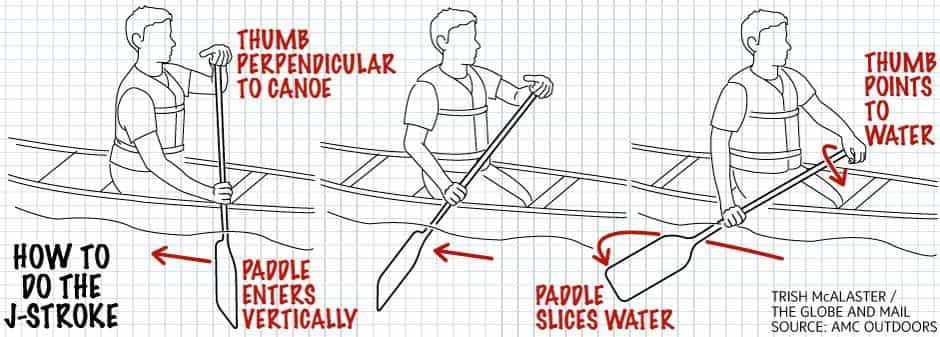 THUMB
PERPENDICULAR
TO CANOE
THUMB
POINTS
TO
WATER
HOW TO
DO THE
J-STROKE
PADDLE
ENTERS
VERTICALLY
PADDLE
SLICES WATER
TRISH McALASTER /
THE GLOBE AND MAIL
SOURCE: AMC OUTDOORS